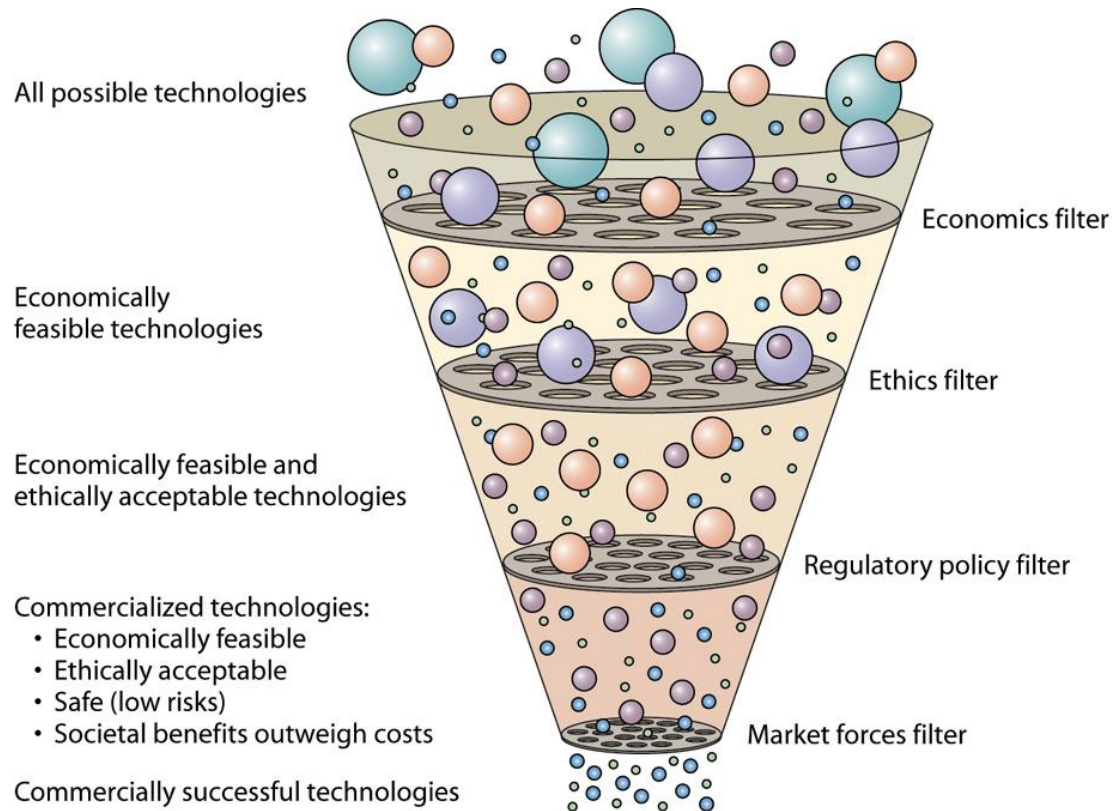 All possible technologies
Economics filter
Economically
feasible technologies
Ethics filter
Economically feasible and
ethically acceptable technologies
Regulatory policy filter
Commercialized technologies:
• Economically feasible
• Ethically acceptable
• Safe (low risks)
• Societal benefits outweigh costs
Market forces filter
Commercially successful technologies